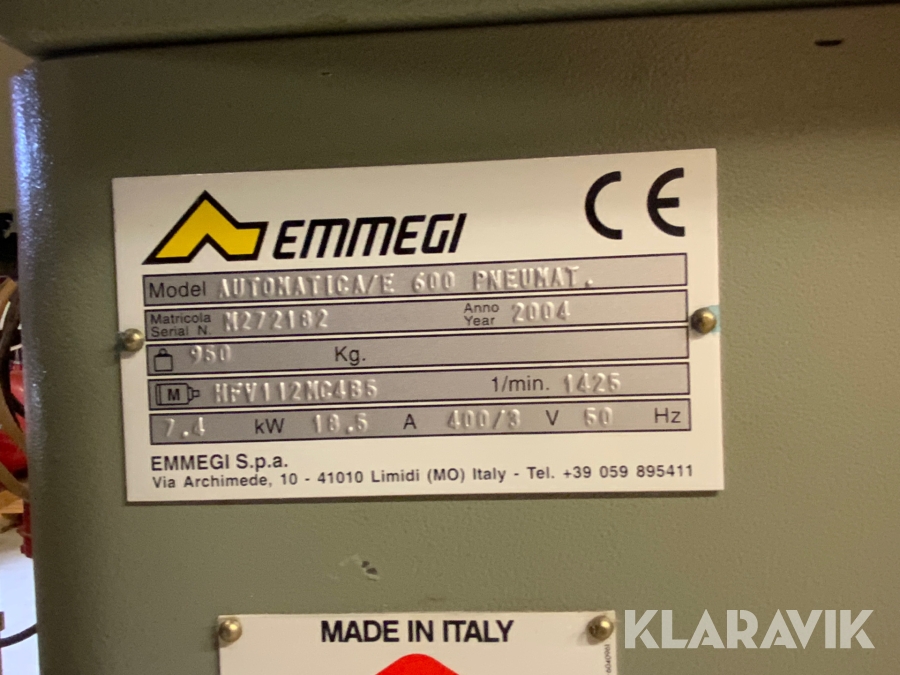 EMMEGI CE
Model AUTOMATICA/E 600 PNEUMAT.
Matricola Serial N. M272182 Anno Year 2004
950 Kg.
M HFV112MC4B5 1/min. 1425
7.4 kW 18.5 A 400/3 V 50 Hz
EMMEGI S.p.a.
Via Archimede, 10 - 41010 Limidi (MO) Italy - Tel. +39 059 895411
MADE IN ITALY
KLARAVIK